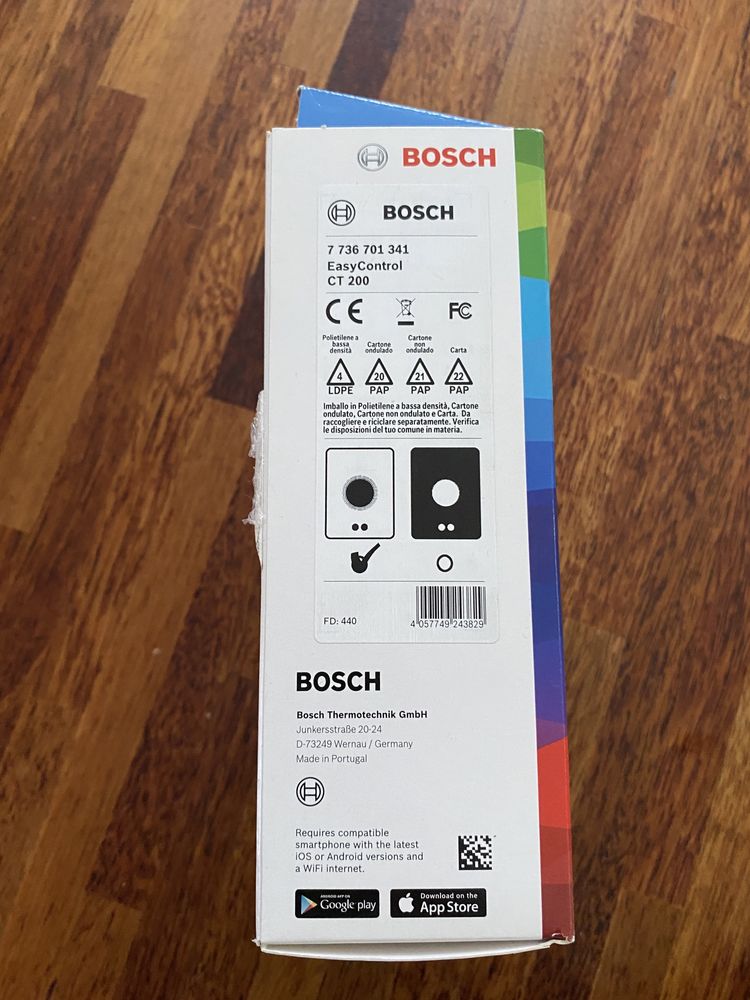 BOSCH
BOSCH
7 736 701 341
EasyControl
CT 200
CE FC
Polietilene a bassa densità
Cartone ondulado
Cartone non ondulado
Carta
4 20 21 22
LDPE PAP PAP PAP
Imballo in Polietilene a bassa densità, Cartone
ondulato, Cartone non ondulato e Carta. Da
raccogliere e riciclare separatamente. Verifica
le disposizioni del tuo comune in materia.
FD: 440
4 057749 243829
BOSCH
Bosch Thermotechnik GmbH
Junkersstraße 20-24
D-73249 Wernau / Germany
Made in Portugal
Requires compatible
smartphone with the latest
iOS or Android versions and
a WiFi internet.
ANDROID APP ON
Google play
Download on the
App Store